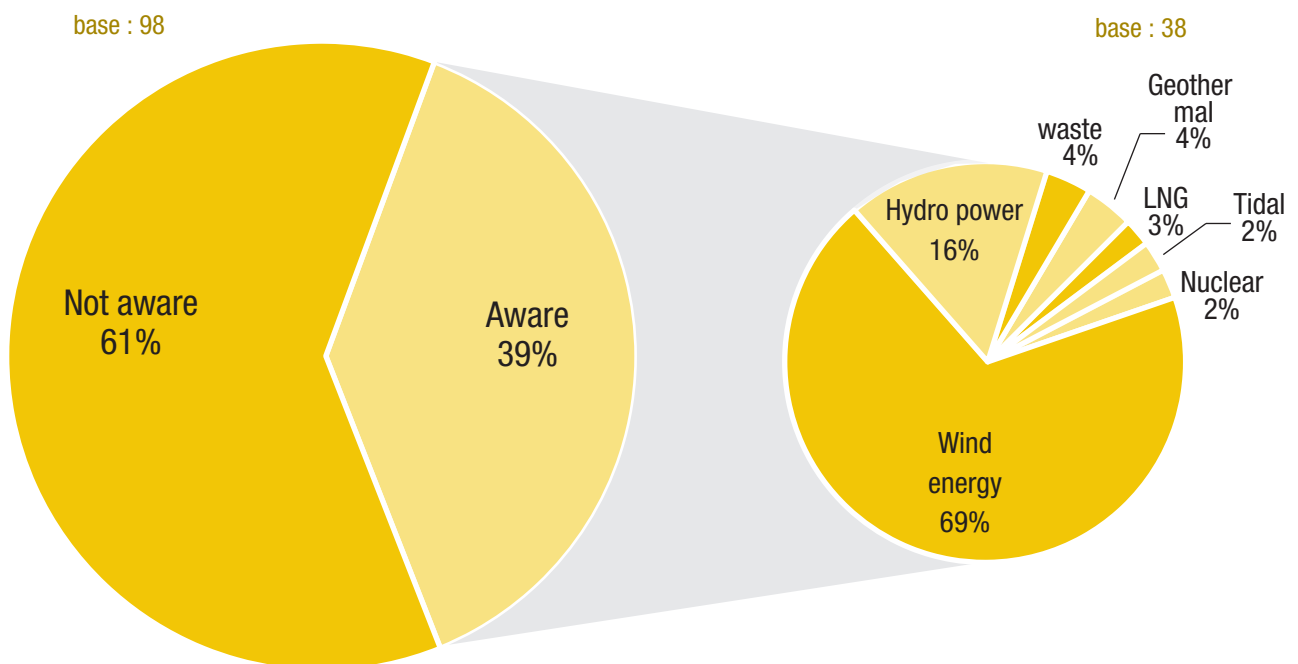 base : 98
base : 38
Not aware
61%
Aware
39%
Hydro power
16%
waste
4%
Geother
mal
4%
LNG
3%
Tidal
2%
Nuclear
2%
Wind
energy
69%